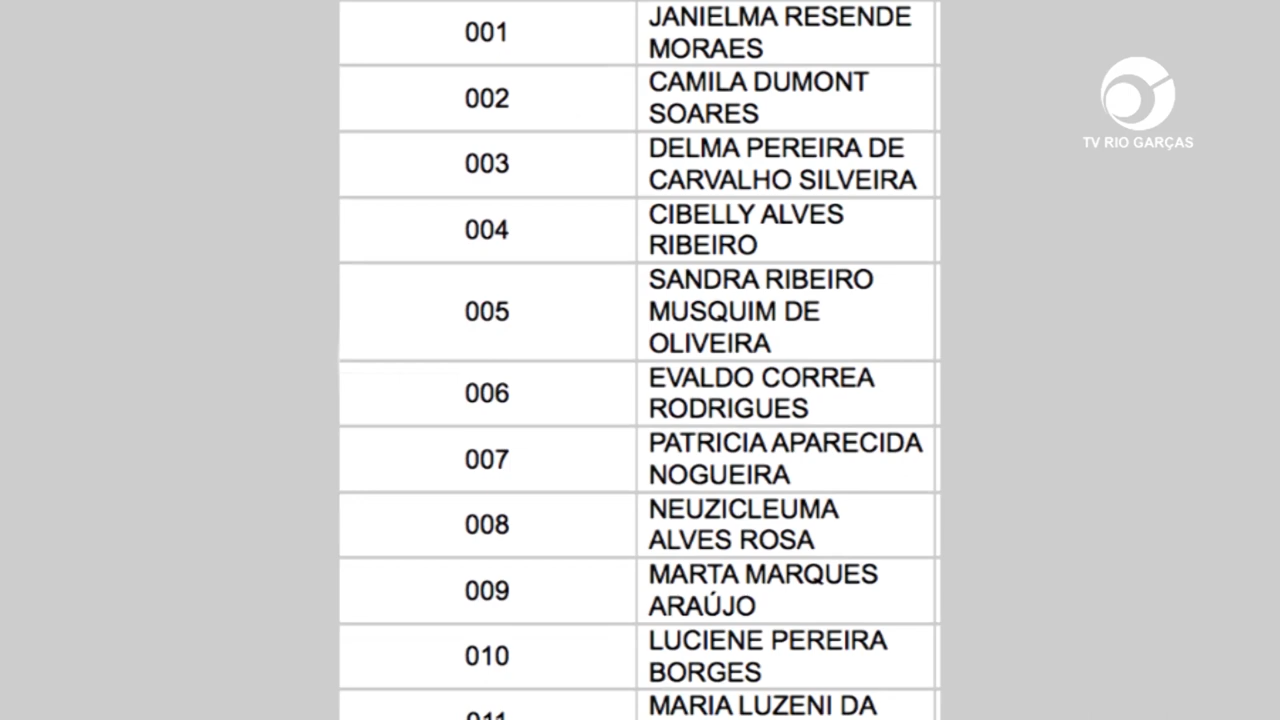 001
JANIELMA RESENDE
MORAES
002
CAMILA DUMONT
SOARES
003
DELMA PEREIRA DE
CARVALHO SILVEIRA
004
CIBELLY ALVES
RIBEIRO
005
SANDRA RIBEIRO
MUSQUIM DE
OLIVEIRA
006
EVALDO CORREA
RODRIGUES
007
PATRICIA APARECIDA
NOGUEIRA
008
NEUZICLEUMA
ALVES ROSA
009
MARTA MARQUES
ARAÚJO
010
LUCIENE PEREIRA
BORGES
011
MARIA LUZENI DA
TV RIO GARÇAS